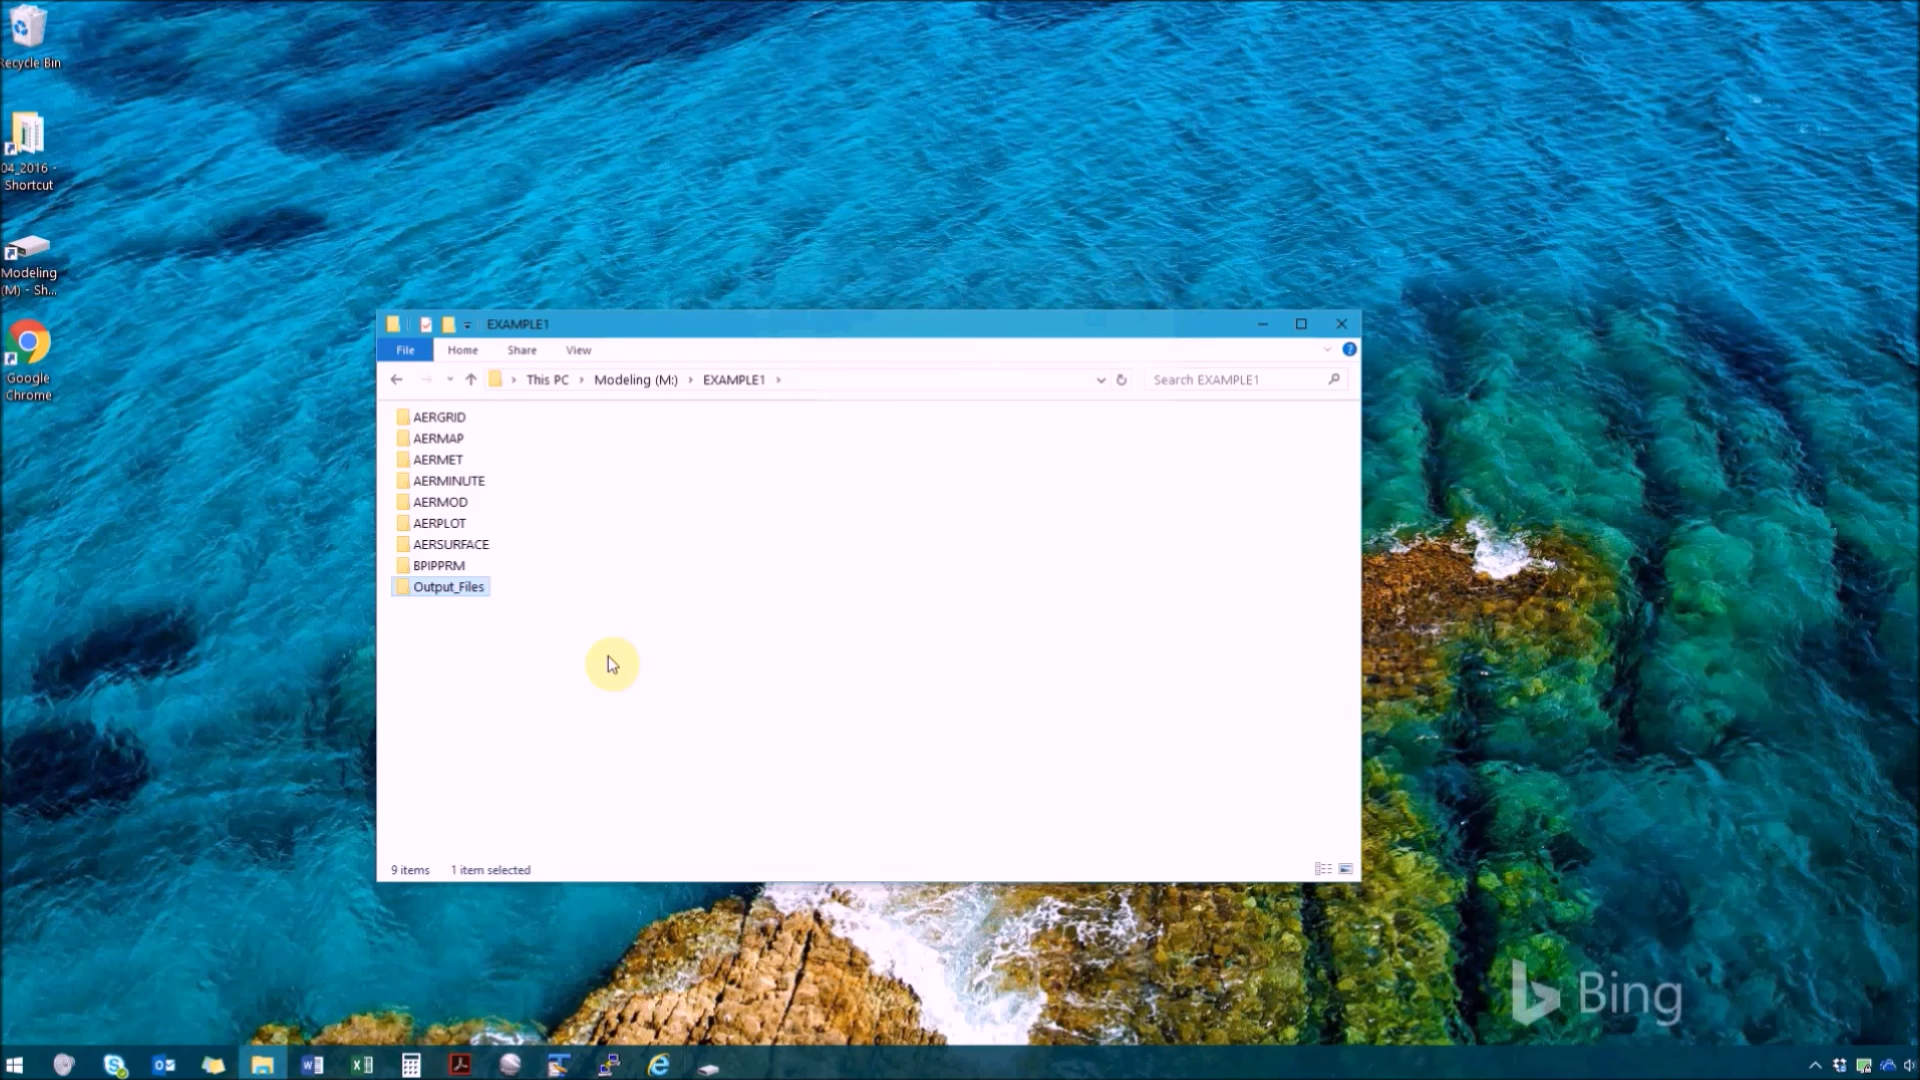 Recycle Bin
04_2016 -
Shortcut
Modeling
(M) - Sh...
Google
Chrome
EXAMPLE1
File Home Share View
This PC > Modeling (M:) > EXAMPLE1 >
Search EXAMPLE1
AERGRID
AERMAP
AERMET
AERMINUTE
AERMOD
AERPLOT
AERSURFACE
BPIPPRM
Output_Files
9 items 1 item selected
Bing